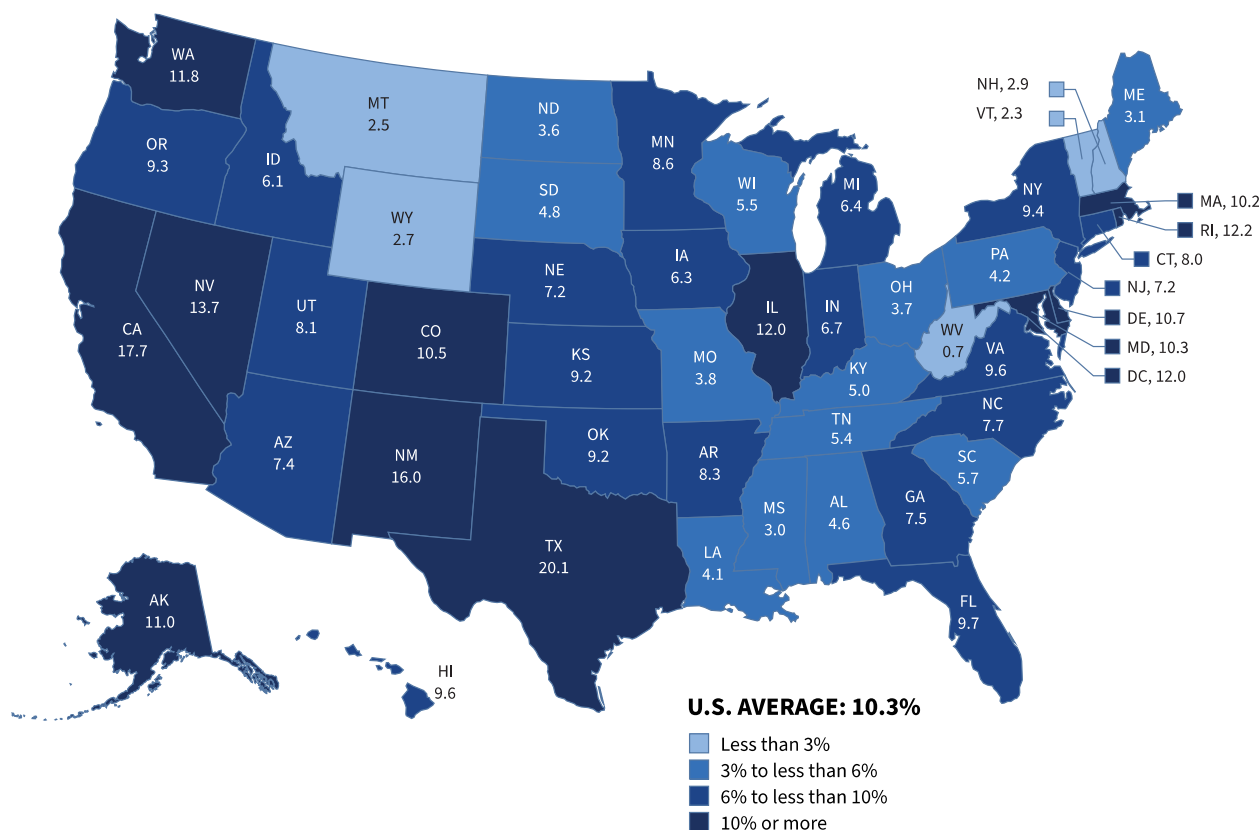 WA
11.8
OR
9.3
ID
6.1
MT
2.5
WY
2.7
ND
3.6
SD
4.8
MN
8.6
WI
5.5
MI
6.4
NH, 2.9
VT, 2.3
ME
3.1
NY
9.4
MA, 10.2
RI, 12.2
CT, 8.0
NJ, 7.2
DE, 10.7
MD, 10.3
DC, 12.0
PA
4.2
NV
13.7
CA
17.7
UT
8.1
CO
10.5
NE
7.2
IA
6.3
KS
9.2
MO
3.8
IL
12.0
IN
6.7
OH
3.7
WV
0.7
VA
9.6
KY
5.0
NC
7.7
TN
5.4
SC
5.7
AZ
7.4
NM
16.0
OK
9.2
AR
8.3
TX
20.1
LA
4.1
MS
3.0
AL
4.6
GA
7.5
FL
9.7
AK
11.0
HI
9.6
U.S. AVERAGE: 10.3%
Less than 3%
3% to less than 6%
6% to less than 10%
10% or more